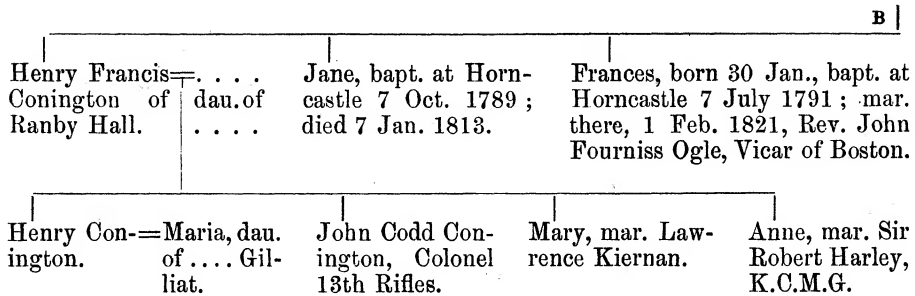 B
Henry Francis=. . . .
Conington of dau. of
Ranby Hall. . . . .
Jane, bapt. at Horn-
castle 7 Oct. 1789 ;
died 7 Jan. 1813.
Frances, born 30 Jan., bapt. at
Horncastle 7 July 1791 ; mar.
there, 1 Feb. 1821, Rev. John
Fourniss Ogle, Vicar of Boston.
Henry Con-=Maria, dau.
ington. of .... Gil-
liat.
John Codd Con-
ington, Colonel
13th Rifles.
Mary, mar. Law-
rence Kiernan.
Anne, mar. Sir
Robert Harley,
K.C.M.G.